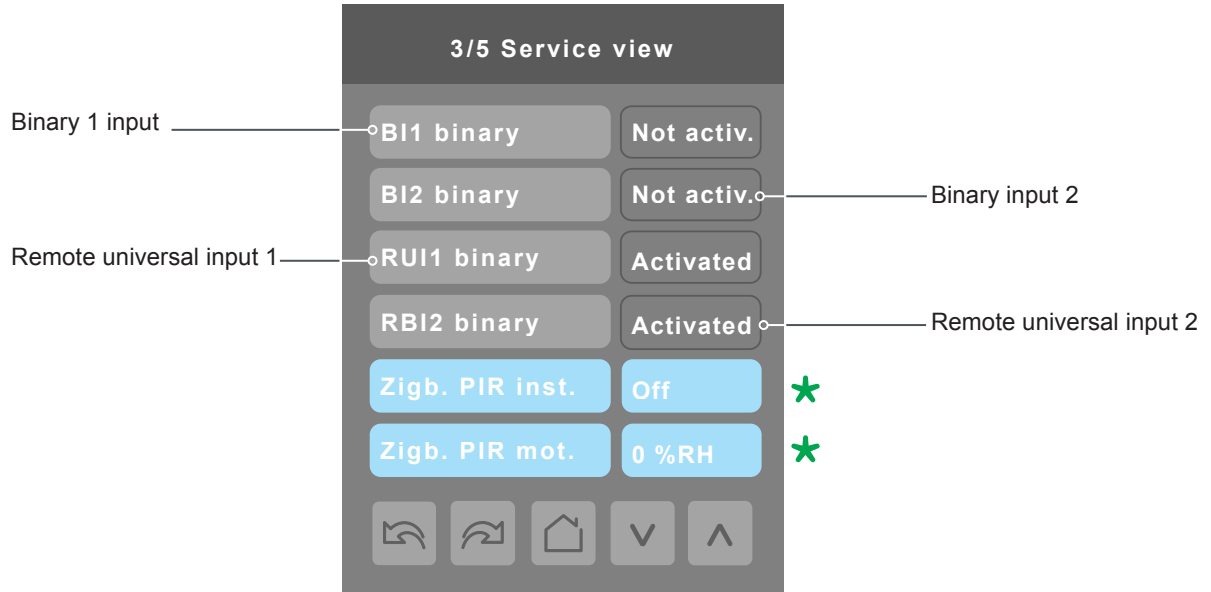 3/5 Service view
Binary 1 input
BI1 binary
Not activ.
BI2 binary
Not activ.
Binary input 2
Remote universal input 1
RUI1 binary
Activated
RBI2 binary
Activated
Remote universal input 2
Zigb. PIR inst.
Off
Zigb. PIR mot.
0 %RH